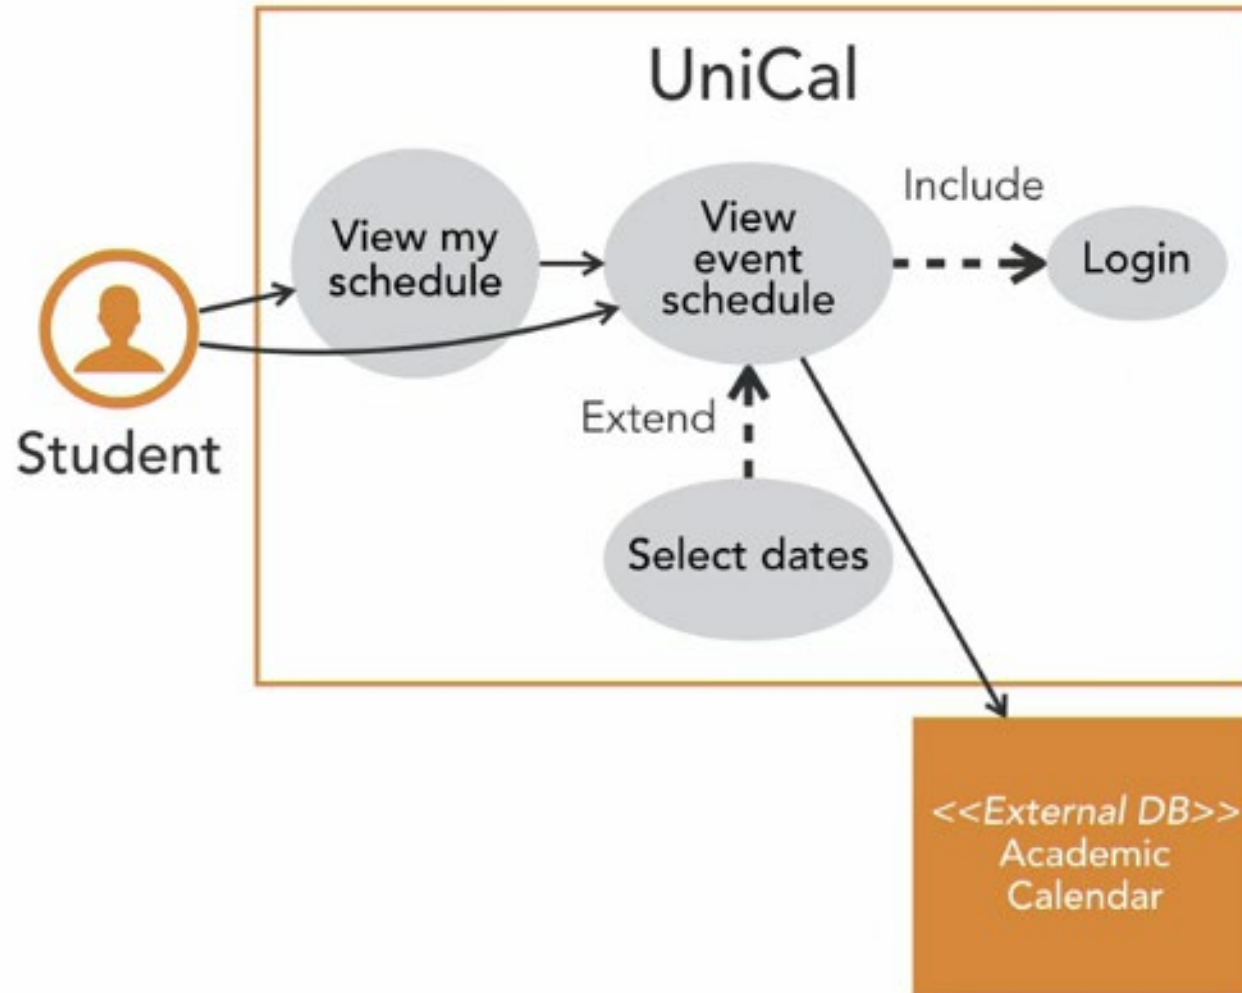 UniCal
View my
schedule
View
event
schedule
Include
Login
Student
Extend
Select dates
<<External DB>>
Academic
Calendar